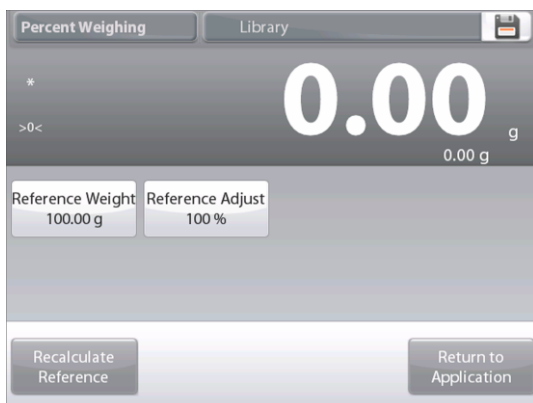 Percent Weighing
Library
*
0.00
>0<
g
0.00 g
Reference Weight
100.00 g
Reference Adjust
100 %
Recalculate
Reference
Return to
Application